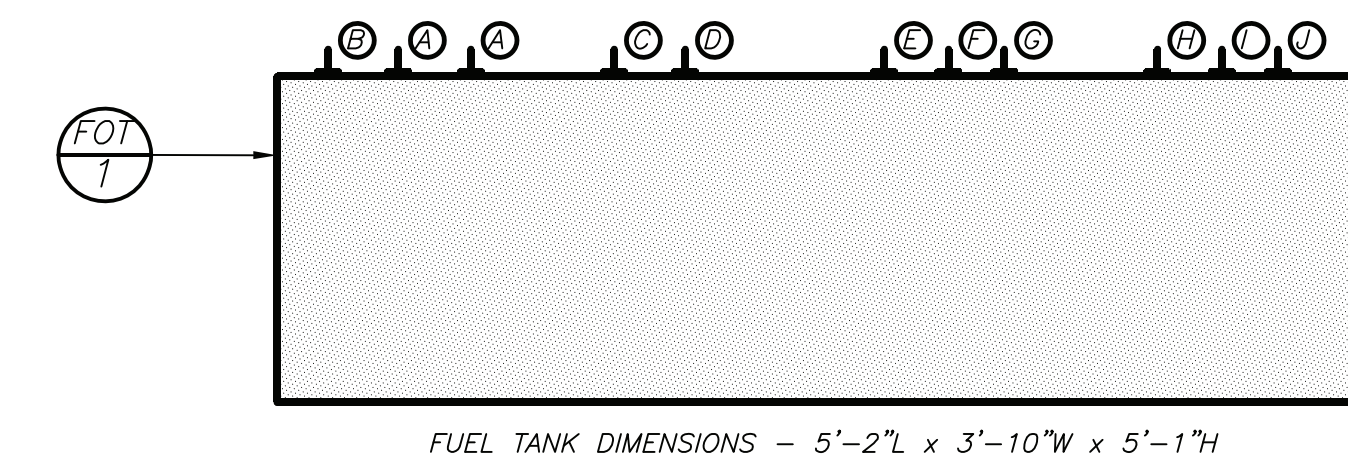 B A A C D E F G H I J
FOT
1
FUEL TANK DIMENSIONS – 5'–2"L x 3'–10"W x 5'–1"H